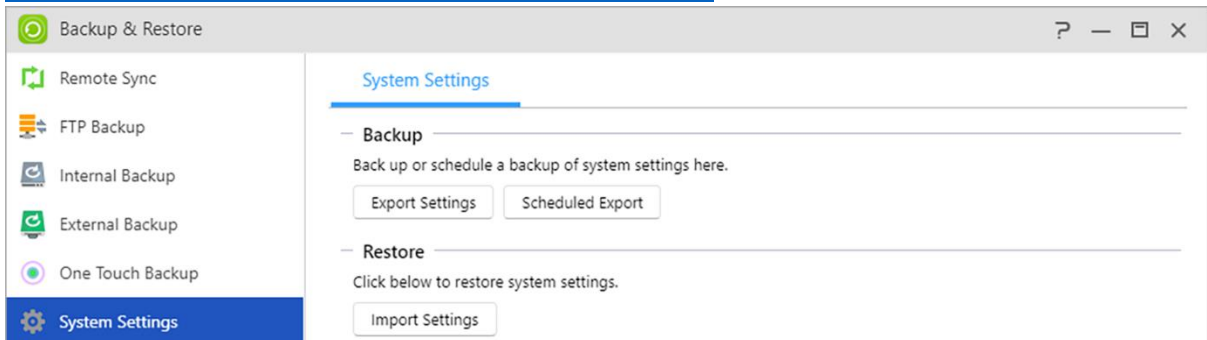 Backup & Restore
Remote Sync
FTP Backup
Internal Backup
External Backup
One Touch Backup
System Settings
System Settings
Backup
Back up or schedule a backup of system settings here.
Export Settings
Scheduled Export
Restore
Click below to restore system settings.
Import Settings